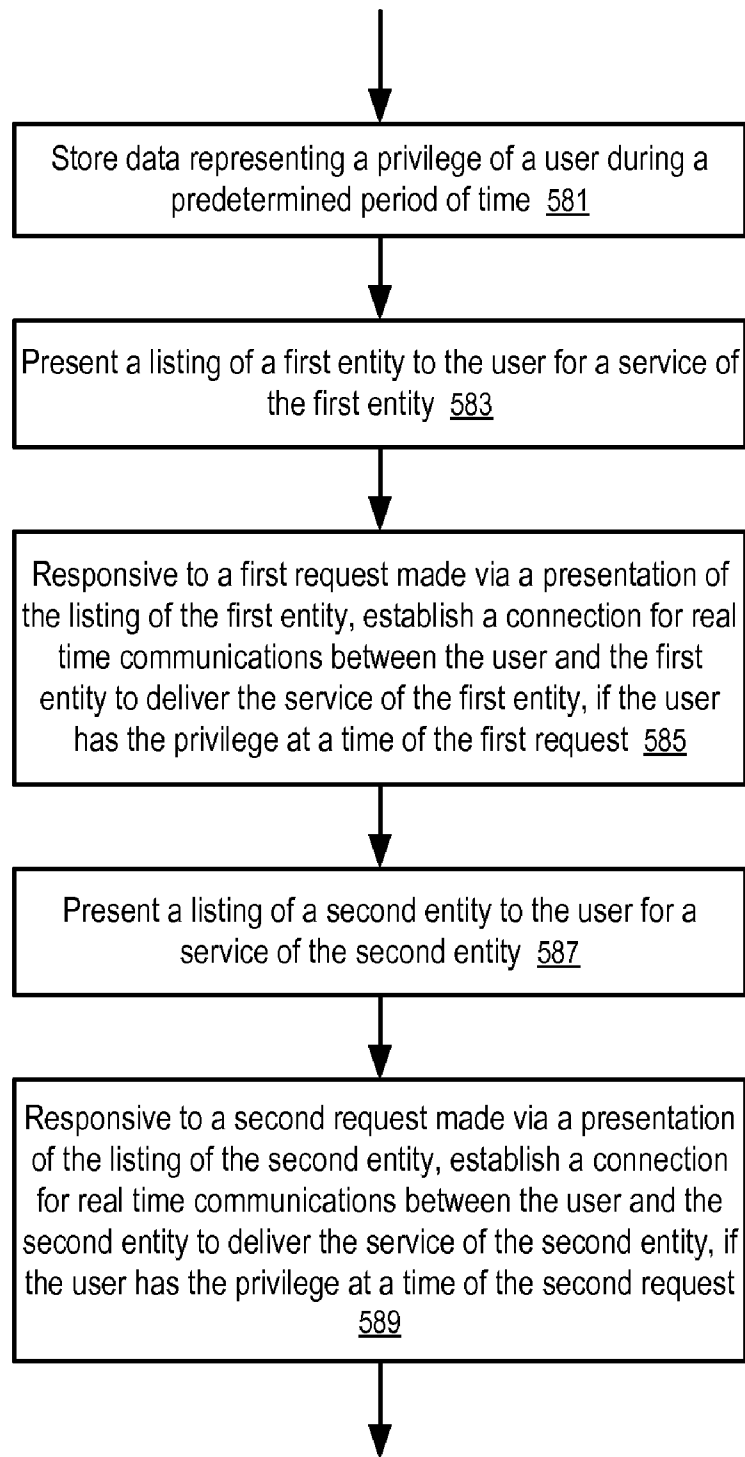 Store data representing a privilege of a user during a
predetermined period of time 581
Present a listing of a first entity to the user for a service of
the first entity 583
Responsive to a first request made via a presentation of
the listing of the first entity, establish a connection for real
time communications between the user and the first
entity to deliver the service of the first entity, if the user
has the privilege at a time of the first request 585
Present a listing of a second entity to the user for a
service of the second entity 587
Responsive to a second request made via a presentation
of the listing of the second entity, establish a connection
for real time communications between the user and the
second entity to deliver the service of the second entity, if
the user has the privilege at a time of the second request
589